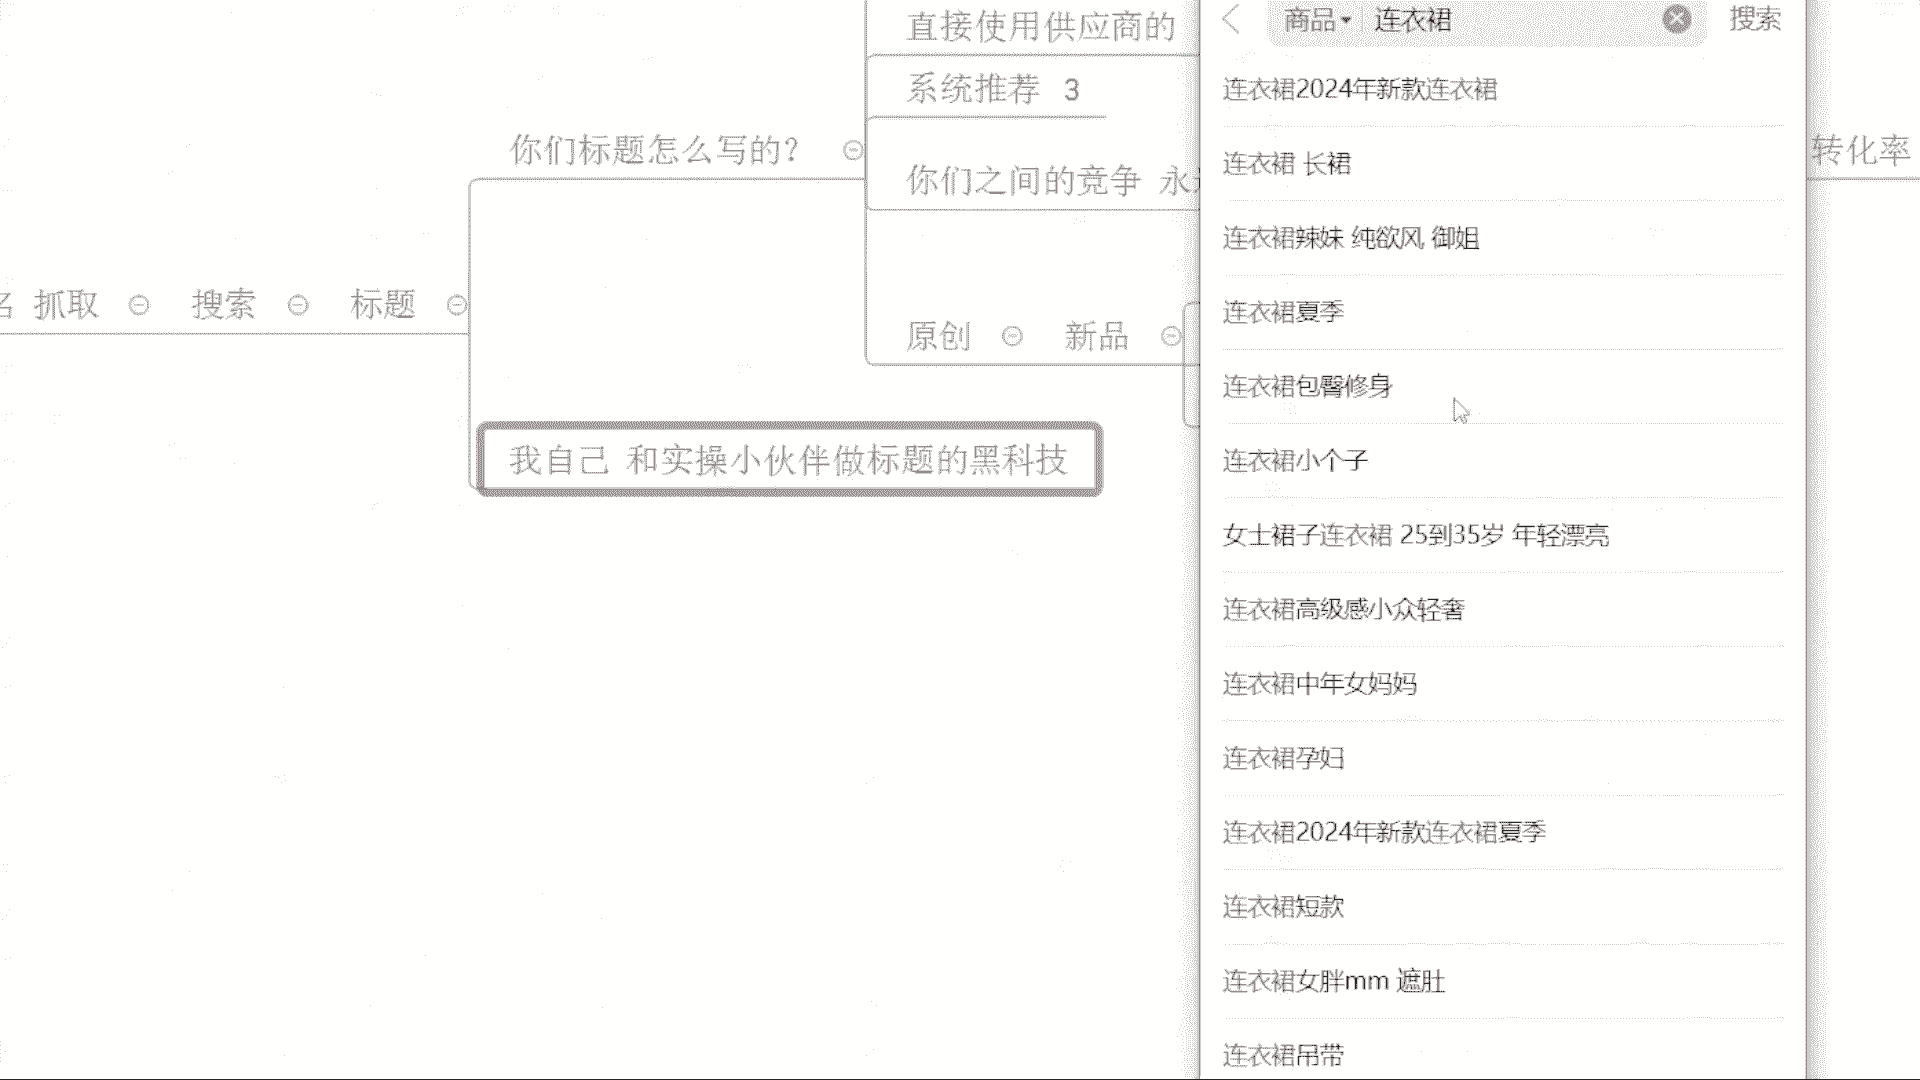 直接使用供应商的
系统推荐 3
你们标题怎么写的?
你们之间的竞争 永
抓取
搜索
标题
原创
新品
我自己 和实操小伙伴做标题的黑科技
转化率
商品 连衣裙 搜索
连衣裙2024年新款连衣裙
连衣裙 长裙
连衣裙辣妹 纯欲风 御姐
连衣裙夏季
连衣裙包臀修身
连衣裙小个子
女士裙子连衣裙 25到35岁 年轻漂亮
连衣裙高级感小众轻奢
连衣裙中年女妈妈
连衣裙孕妇
连衣裙2024年新款连衣裙夏季
连衣裙短款
连衣裙女胖mm 遮肚
连衣裙吊带